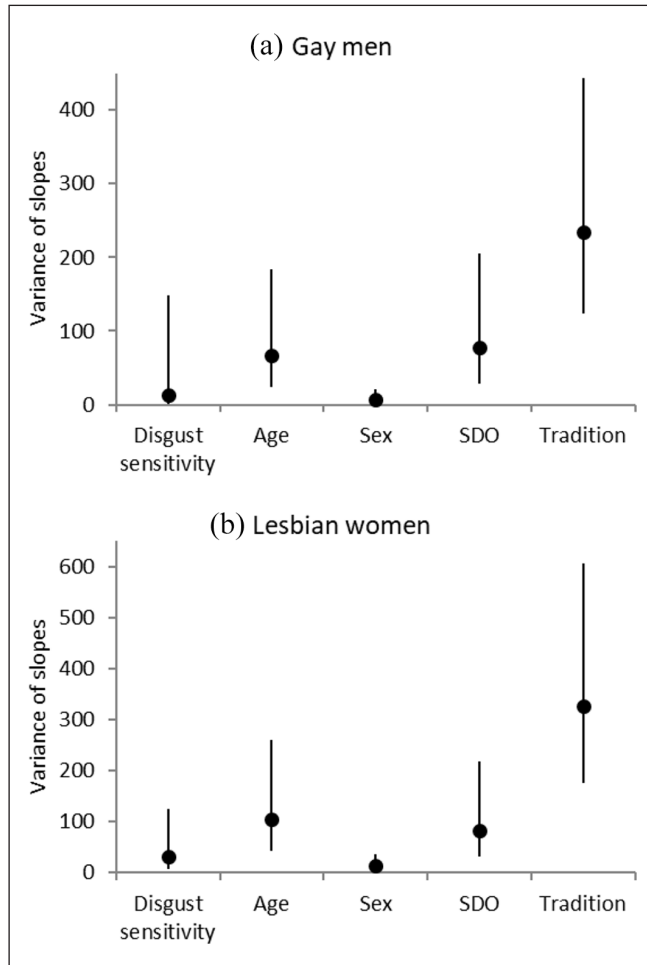 (a) Gay men
Variance of slopes
400
300
200
100
0
Disgust sensitivity
Age
Sex
SDO
Tradition
(b) Lesbian women
Variance of slopes
600
500
400
300
200
100
0
Disgust sensitivity
Age
Sex
SDO
Tradition